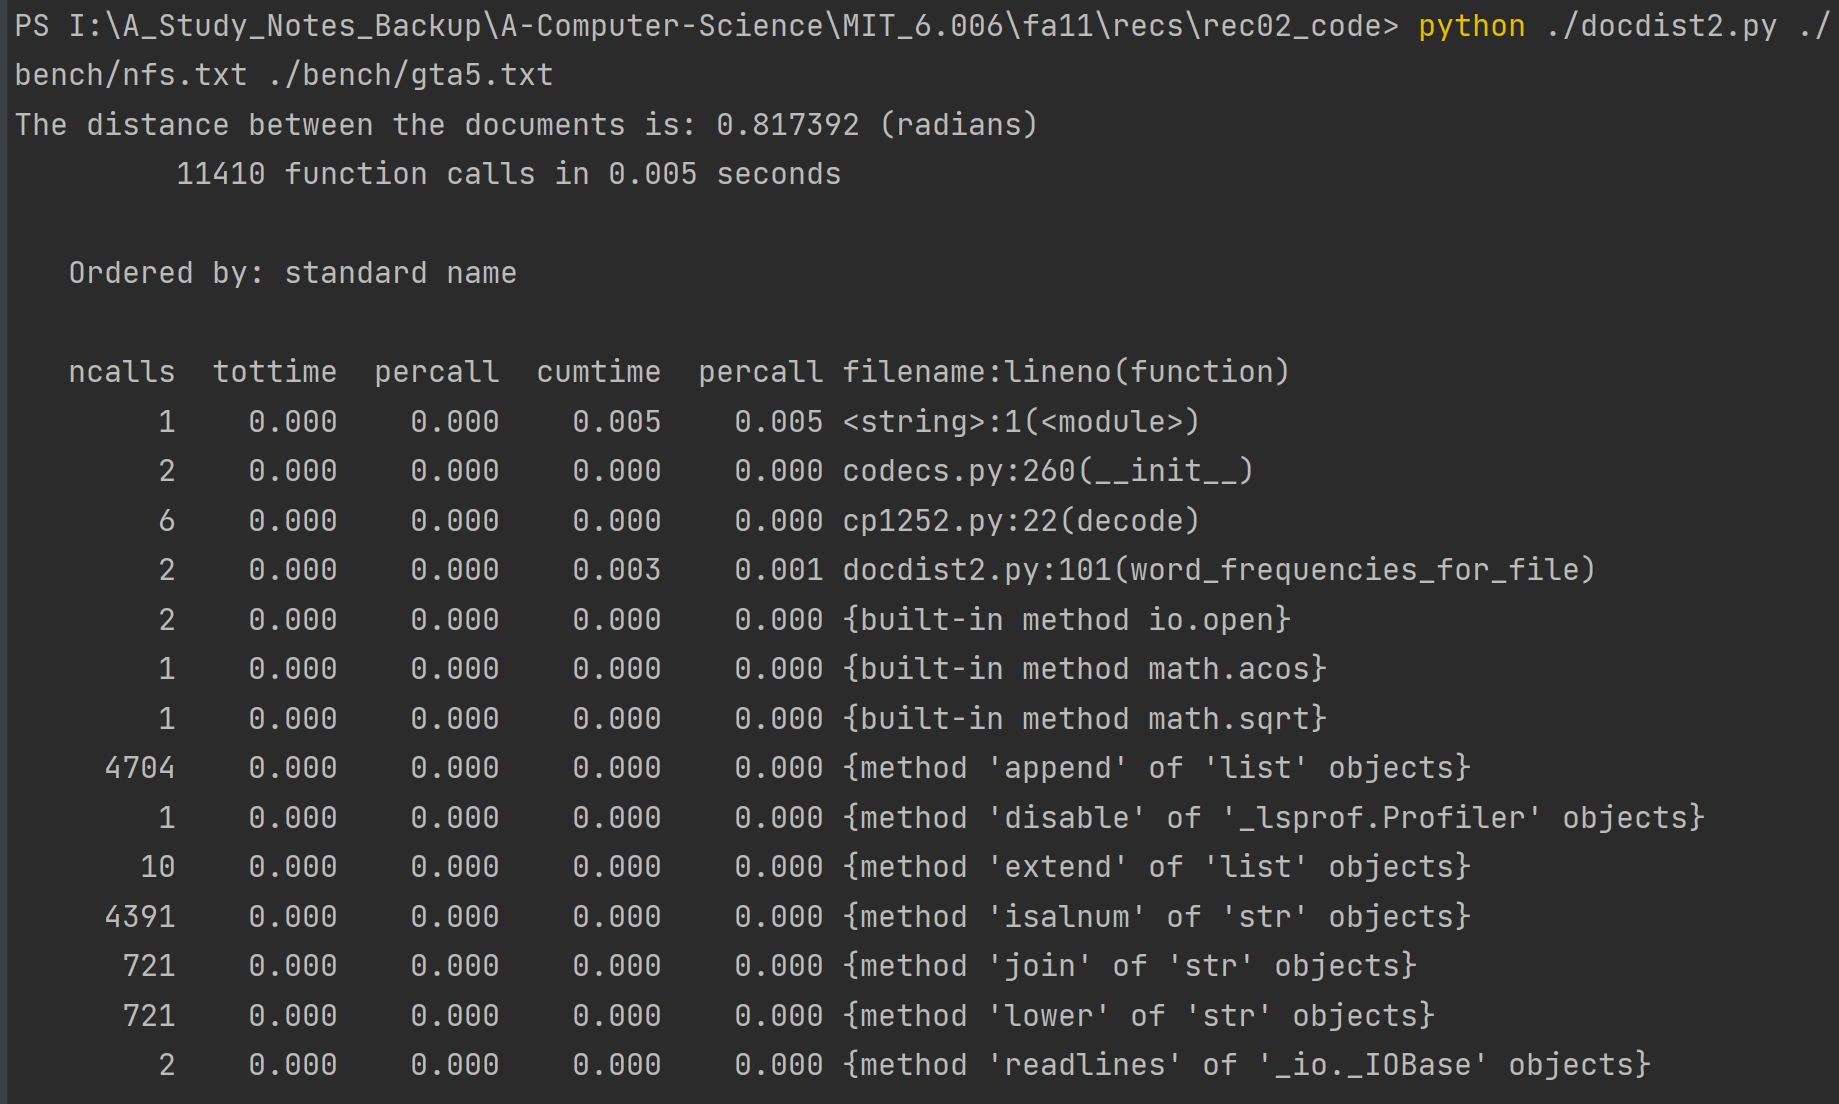 PS I:\A_Study_Notes_Backup\A-Computer-Science\MIT_6.006\fa11\recs\rec02_code> python ./docdist2.py ./
bench/nfs.txt ./bench/gta5.txt
The distance between the documents is: 0.817392 (radians)
         11410 function calls in 0.005 seconds

   Ordered by: standard name

   ncalls  tottime  percall  cumtime  percall filename:lineno(function)
        1    0.000    0.000    0.005    0.005 <string>:1(<module>)
        2    0.000    0.000    0.000    0.000 codecs.py:260(__init__)
        6    0.000    0.000    0.000    0.000 cp1252.py:22(decode)
        2    0.000    0.000    0.003    0.001 docdist2.py:101(word_frequencies_for_file)
        2    0.000    0.000    0.000    0.000 {built-in method io.open}
        1    0.000    0.000    0.000    0.000 {built-in method math.acos}
        1    0.000    0.000    0.000    0.000 {built-in method math.sqrt}
     4704    0.000    0.000    0.000    0.000 {method 'append' of 'list' objects}
        1    0.000    0.000    0.000    0.000 {method 'disable' of '_lsprof.Profiler' objects}
       10    0.000    0.000    0.000    0.000 {method 'extend' of 'list' objects}
     4391    0.000    0.000    0.000    0.000 {method 'isalnum' of 'str' objects}
      721    0.000    0.000    0.000    0.000 {method 'join' of 'str' objects}
      721    0.000    0.000    0.000    0.000 {method 'lower' of 'str' objects}
        2    0.000    0.000    0.000    0.000 {method 'readlines' of '_io._IOBase' objects}